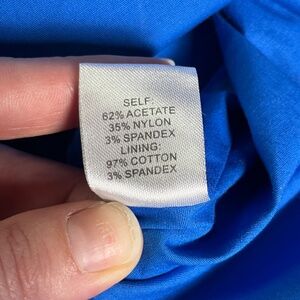 SELF:
62% ACETATE
35% NYLON
3% SPANDEX
LINING:
97% COTTON
3% SPANDEX